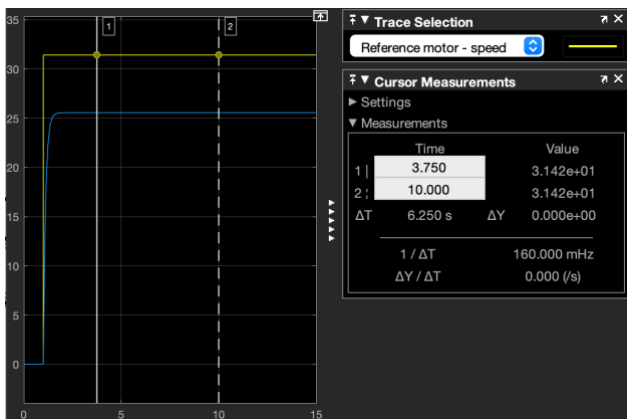 35
30
25
20
15
10
5
0
0
5
10
15
1
2
Trace Selection
Reference motor - speed
Cursor Measurements
Settings
Measurements
Time Value
1 | 3.750 3.142e+01
2 ¦ 10.000 3.142e+01
ΔT 6.250 s ΔY 0.000e+00
1 / ΔT 160.000 mHz
ΔY / ΔT 0.000 (/s)